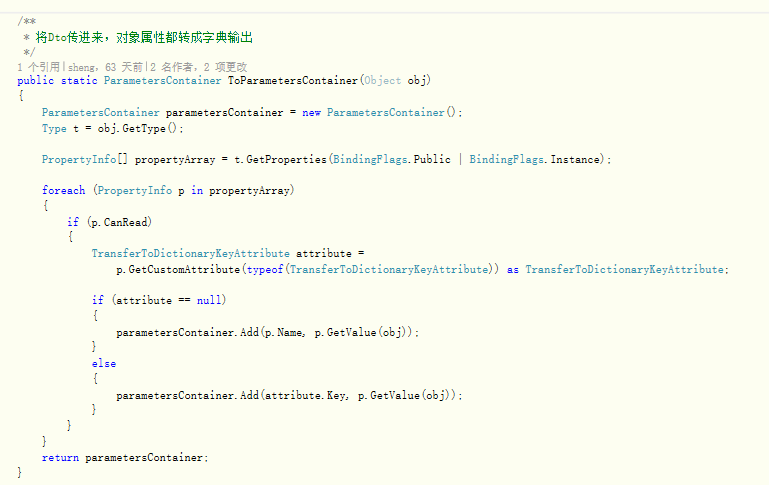 /**
 * 将Dto传进来，对象属性都转成字典输出
 */
1 个引用|sheng，63 天前|2 名作者，2 项更改
public static ParametersContainer ToParametersContainer(Object obj)
{
    ParametersContainer parametersContainer = new ParametersContainer();
    Type t = obj.GetType();

    PropertyInfo[] propertyArray = t.GetProperties(BindingFlags.Public | BindingFlags.Instance);

    foreach (PropertyInfo p in propertyArray)
    {
        if (p.CanRead)
        {
            TransferToDictionaryKeyAttribute attribute =
                p.GetCustomAttribute(typeof(TransferToDictionaryKeyAttribute)) as TransferToDictionaryKeyAttribute;

            if (attribute == null)
            {
                parametersContainer.Add(p.Name, p.GetValue(obj));
            }
            else
            {
                parametersContainer.Add(attribute.Key, p.GetValue(obj));
            }
        }
    }
    return parametersContainer;
}